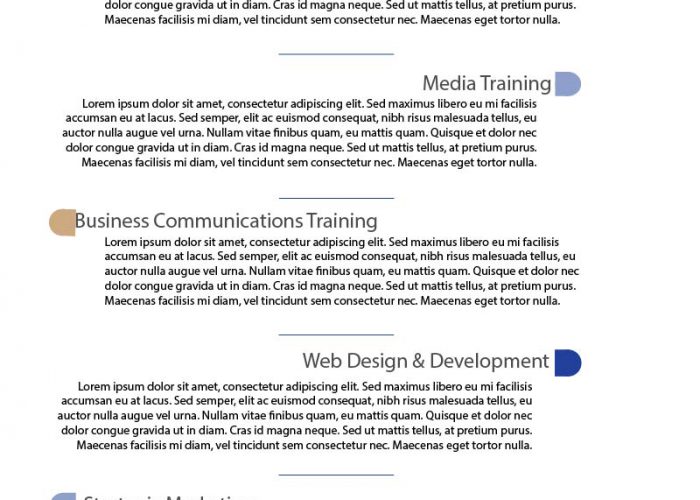 dolor congue gravida ut in diam. Cras id magna neque. Sed ut mattis tellus, at pretium purus.
Maecenas facilisis mi diam, vel tincidunt sem consectetur nec. Maecenas eget tortor nulla.
Media Training
Lorem ipsum dolor sit amet, consectetur adipiscing elit. Sed maximus libero eu mi facilisis
accumsan eu at lacus. Sed semper, elit ac euismod consequat, nibh risus malesuada tellus, eu
auctor nulla augue vel urna. Nullam vitae finibus quam, eu mattis quam. Quisque et dolor nec
dolor congue gravida ut in diam. Cras id magna neque. Sed ut mattis tellus, at pretium purus.
Maecenas facilisis mi diam, vel tincidunt sem consectetur nec. Maecenas eget tortor nulla.
Business Communications Training
Lorem ipsum dolor sit amet, consectetur adipiscing elit. Sed maximus libero eu mi facilisis
accumsan eu at lacus. Sed semper, elit ac euismod consequat, nibh risus malesuada tellus, eu
auctor nulla augue vel urna. Nullam vitae finibus quam, eu mattis quam. Quisque et dolor nec
dolor congue gravida ut in diam. Cras id magna neque. Sed ut mattis tellus, at pretium purus.
Maecenas facilisis mi diam, vel tincidunt sem consectetur nec. Maecenas eget tortor nulla.
Web Design & Development
Lorem ipsum dolor sit amet, consectetur adipiscing elit. Sed maximus libero eu mi facilisis
accumsan eu at lacus. Sed semper, elit ac euismod consequat, nibh risus malesuada tellus, eu
auctor nulla augue vel urna. Nullam vitae finibus quam, eu mattis quam. Quisque et dolor nec
dolor congue gravida ut in diam. Cras id magna neque. Sed ut mattis tellus, at pretium purus.
Maecenas facilisis mi diam, vel tincidunt sem consectetur nec. Maecenas eget tortor nulla.